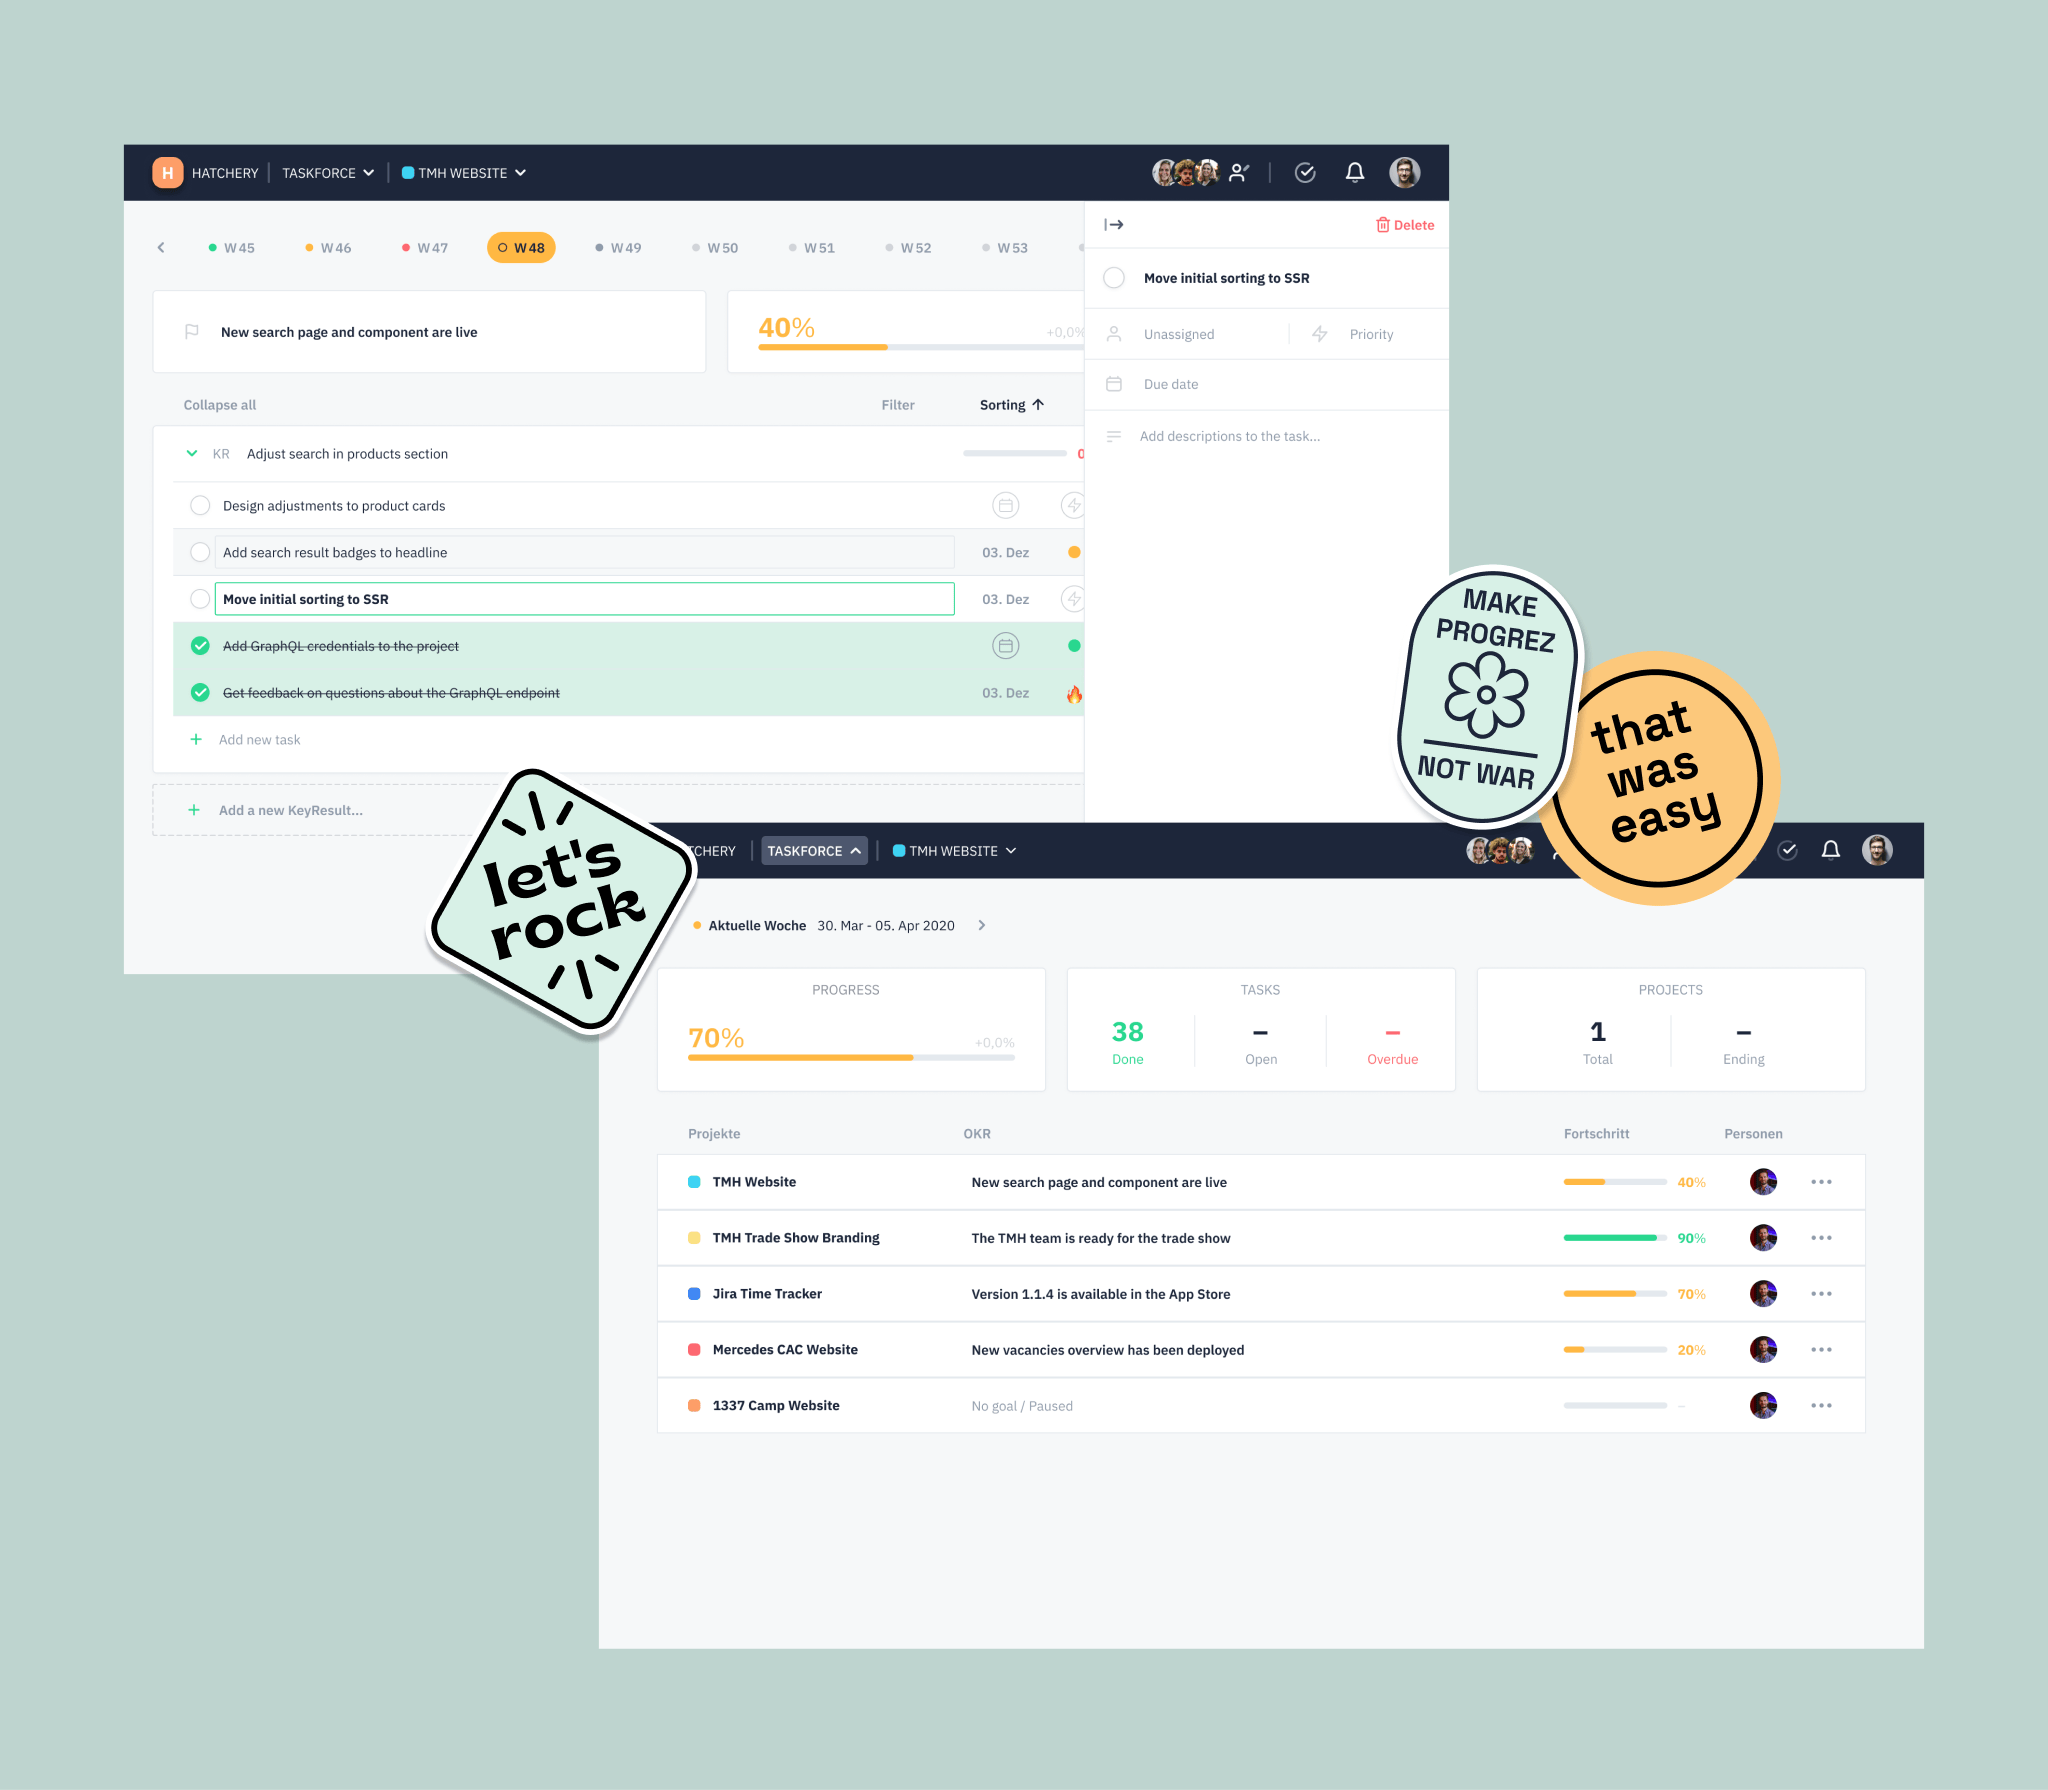 H HATCHERY TASKFORCE TMH WEBSITE
W45 W46 W47 W48 W49 W50 W51 W52 W53
Delete
Move initial sorting to SSR
Unassigned Priority
Due date
Add descriptions to the task...
New search page and component are live
40% +0,0%
Collapse all Filter Sorting
KR Adjust search in products section 0
Design adjustments to product cards
Add search result badges to headline 03. Dez
Move initial sorting to SSR 03. Dez
Add GraphQL credentials to the project
Get feedback on questions about the GraphQL endpoint 03. Dez
Add new task
Add a new KeyResult...
MAKE
PROGREZ
NOT WAR
that
was
easy
let's
rock
TCHERY TASKFORCE TMH WEBSITE
Aktuelle Woche 30. Mar - 05. Apr 2020
PROGRESS
70% +0,0%
TASKS
38 – –
Done Open Overdue
PROJECTS
1 –
Total Ending
Projekte OKR Fortschritt Personen
TMH Website New search page and component are live 40%
TMH Trade Show Branding The TMH team is ready for the trade show 90%
Jira Time Tracker Version 1.1.4 is available in the App Store 70%
Mercedes CAC Website New vacancies overview has been deployed 20%
1337 Camp Website No goal / Paused –